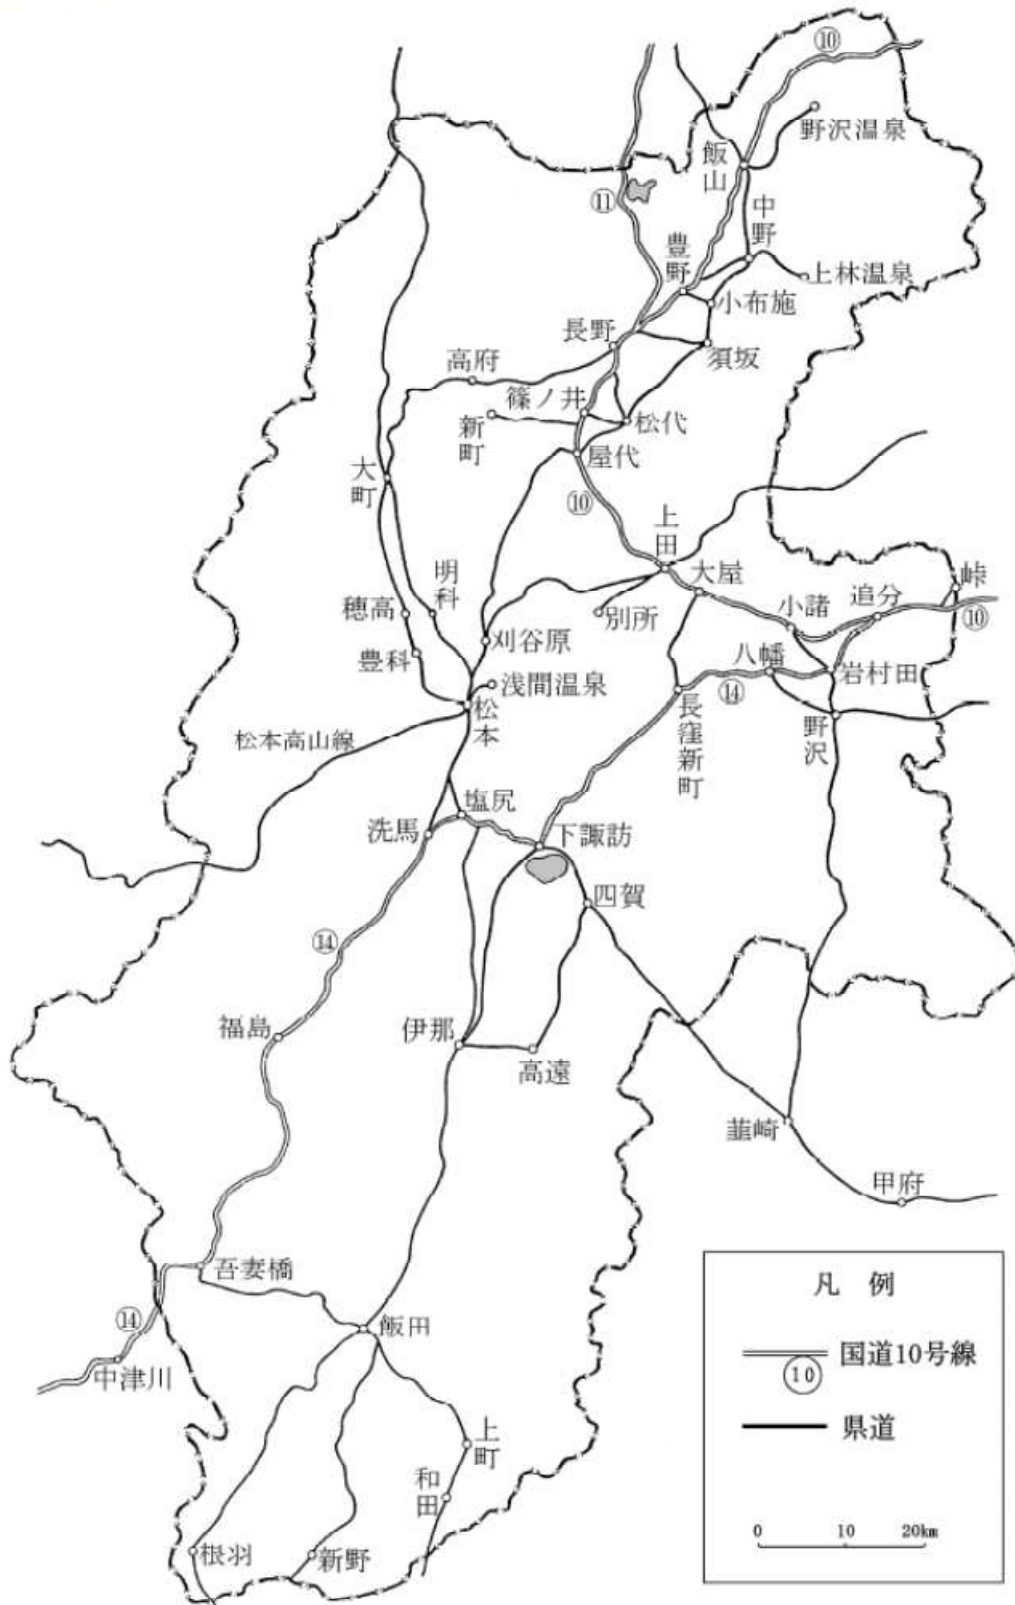 ⑩
野沢温泉
飯山
⑪
中野
豊野
上林温泉
小布施
長野
須坂
高府
篠ノ井
新町
松代
屋代
大町
⑩
上田
大屋
明科
峠
追分
穂高
別所
小諸
⑩
刈谷原
豊科
八幡
岩村田
浅間温泉
⑭
松本
長窪新町
野沢
松本高山線
塩尻
洗馬
下諏訪
四賀
⑭
福島
伊那
高遠
韮崎
甲府
吾妻橋
⑭
飯田
中津川
上町
和田
根羽
新野
凡 例
国道10号線
⑩
県道
0 10 20km